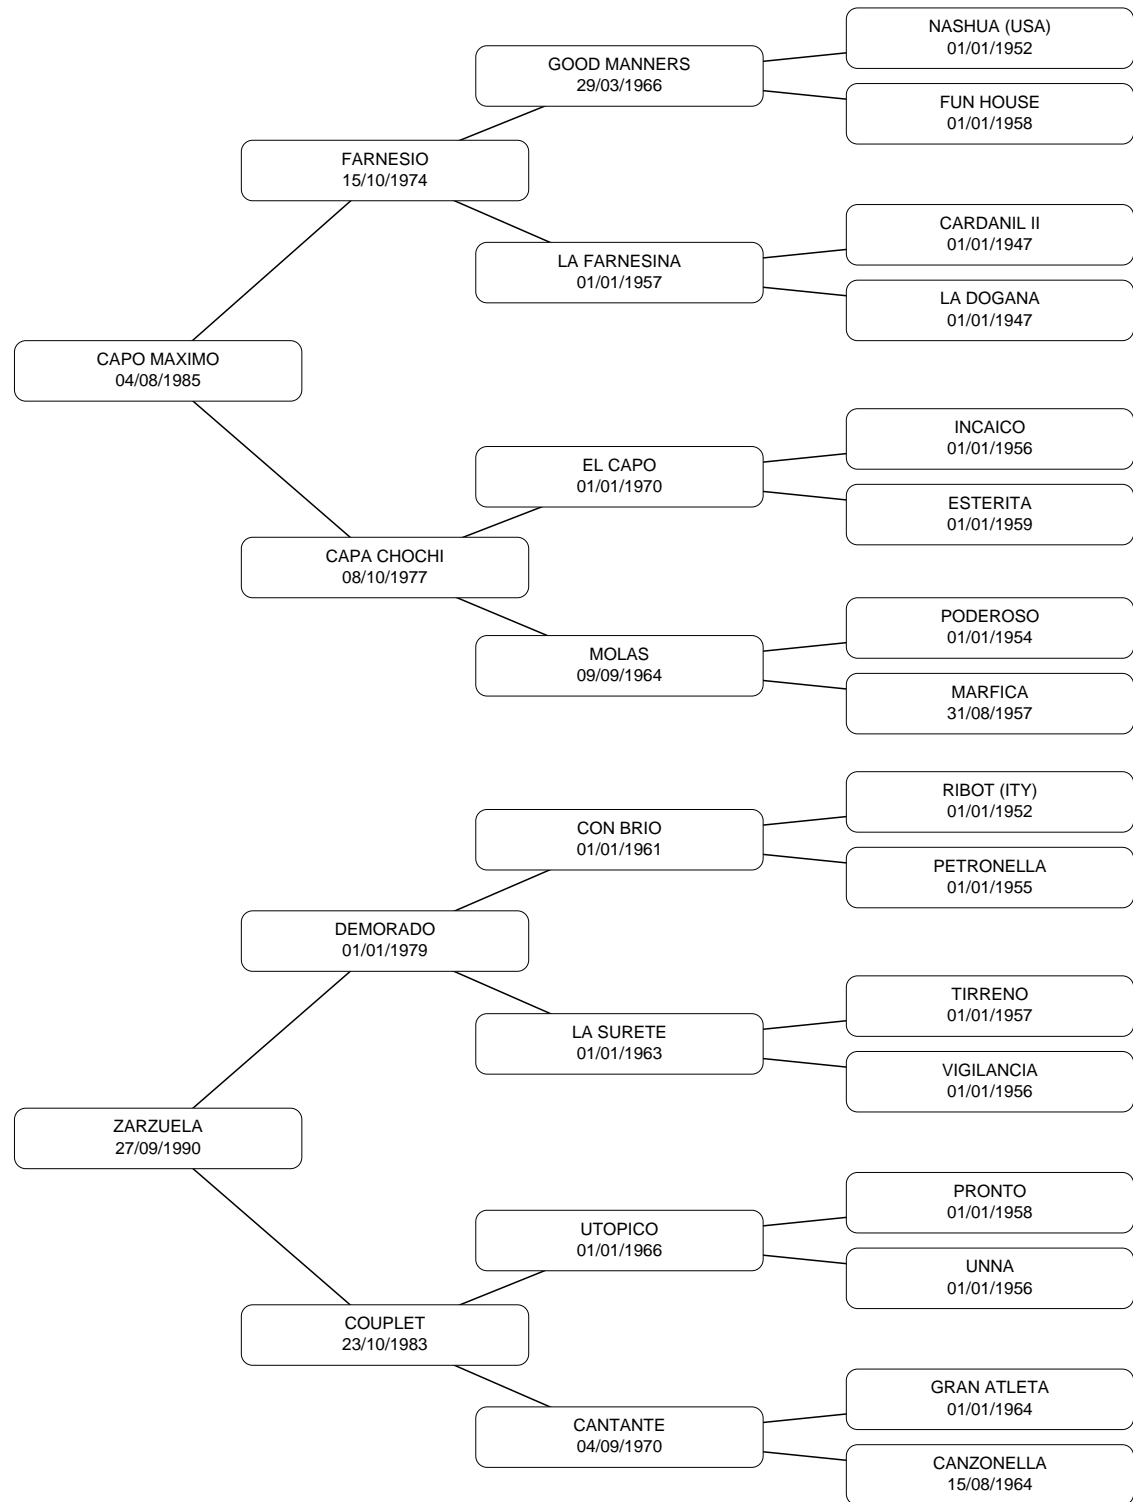 NASHUA (USA)
01/01/1952
GOOD MANNERS
29/03/1966
FUN HOUSE
01/01/1958
FARNESIO
15/10/1974
CARDANIL II
01/01/1947
LA FARNESINA
01/01/1957
LA DOGANA
01/01/1947
CAPO MAXIMO
04/08/1985
INCAICO
01/01/1956
EL CAPO
01/01/1970
ESTERITA
01/01/1959
CAPA CHOCHI
08/10/1977
PODEROSO
01/01/1954
MOLAS
09/09/1964
MARFICA
31/08/1957
RIBOT (ITY)
01/01/1952
CON BRIO
01/01/1961
PETRONELLA
01/01/1955
DEMORADO
01/01/1979
TIRRENO
01/01/1957
LA SURETE
01/01/1963
VIGILANCIA
01/01/1956
ZARZUELA
27/09/1990
PRONTO
01/01/1958
UTOPICO
01/01/1966
UNNA
01/01/1956
COUPLET
23/10/1983
GRAN ATLETA
01/01/1964
CANTANTE
04/09/1970
CANZONELLA
15/08/1964